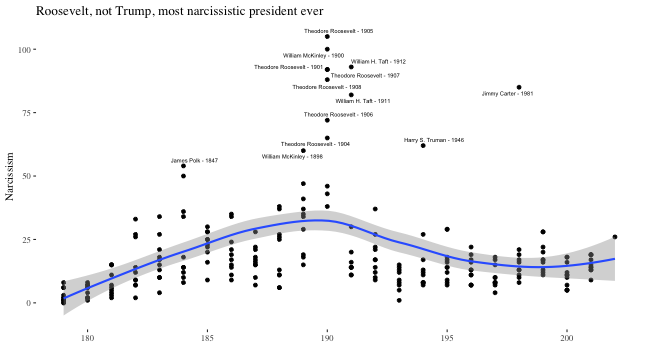 Roosevelt, not Trump, most narcissistic president ever
Narcissism
100
75
50
25
0
Theodore Roosevelt - 1905
William McKinley - 1900
William H. Taft - 1912
Theodore Roosevelt - 1901
Theodore Roosevelt - 1907
Theodore Roosevelt - 1908
Jimmy Carter - 1981
William H. Taft - 1911
Theodore Roosevelt - 1906
Harry S. Truman - 1946
Theodore Roosevelt - 1904
William McKinley - 1898
James Polk - 1847
180
185
190
195
200